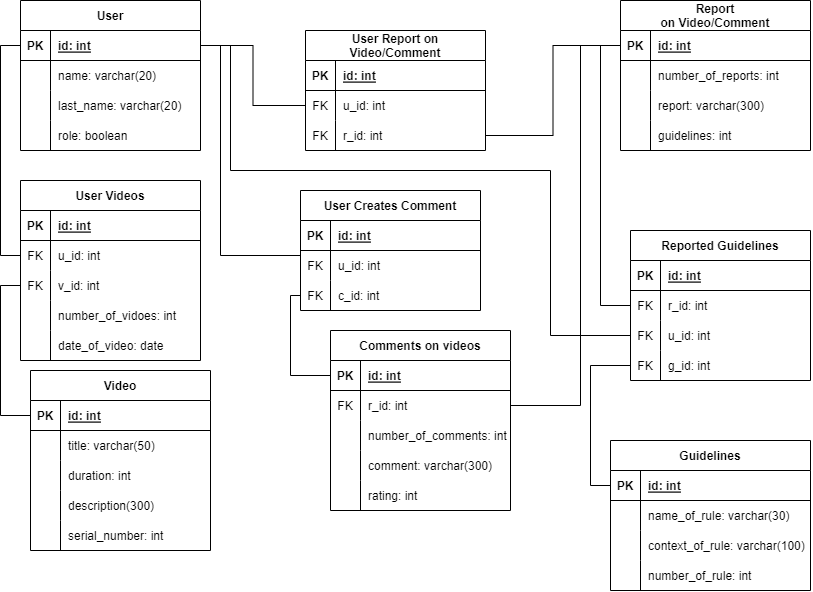 User
PK id: int
name: varchar(20)
last_name: varchar(20)
role: boolean
User Report on
Video/Comment
PK id: int
FK u_id: int
FK r_id: int
Report
on Video/Comment
PK id: int
number_of_reports: int
report: varchar(300)
guidelines: int
User Videos
PK id: int
FK u_id: int
FK v_id: int
number_of_vidoes: int
date_of_video: date
User Creates Comment
PK id: int
FK u_id: int
FK c_id: int
Reported Guidelines
PK id: int
FK r_id: int
FK u_id: int
FK g_id: int
Video
PK id: int
title: varchar(50)
duration: int
description(300)
serial_number: int
Comments on videos
PK id: int
FK r_id: int
number_of_comments: int
comment: varchar(300)
rating: int
Guidelines
PK id: int
name_of_rule: varchar(30)
context_of_rule: varchar(100)
number_of_rule: int